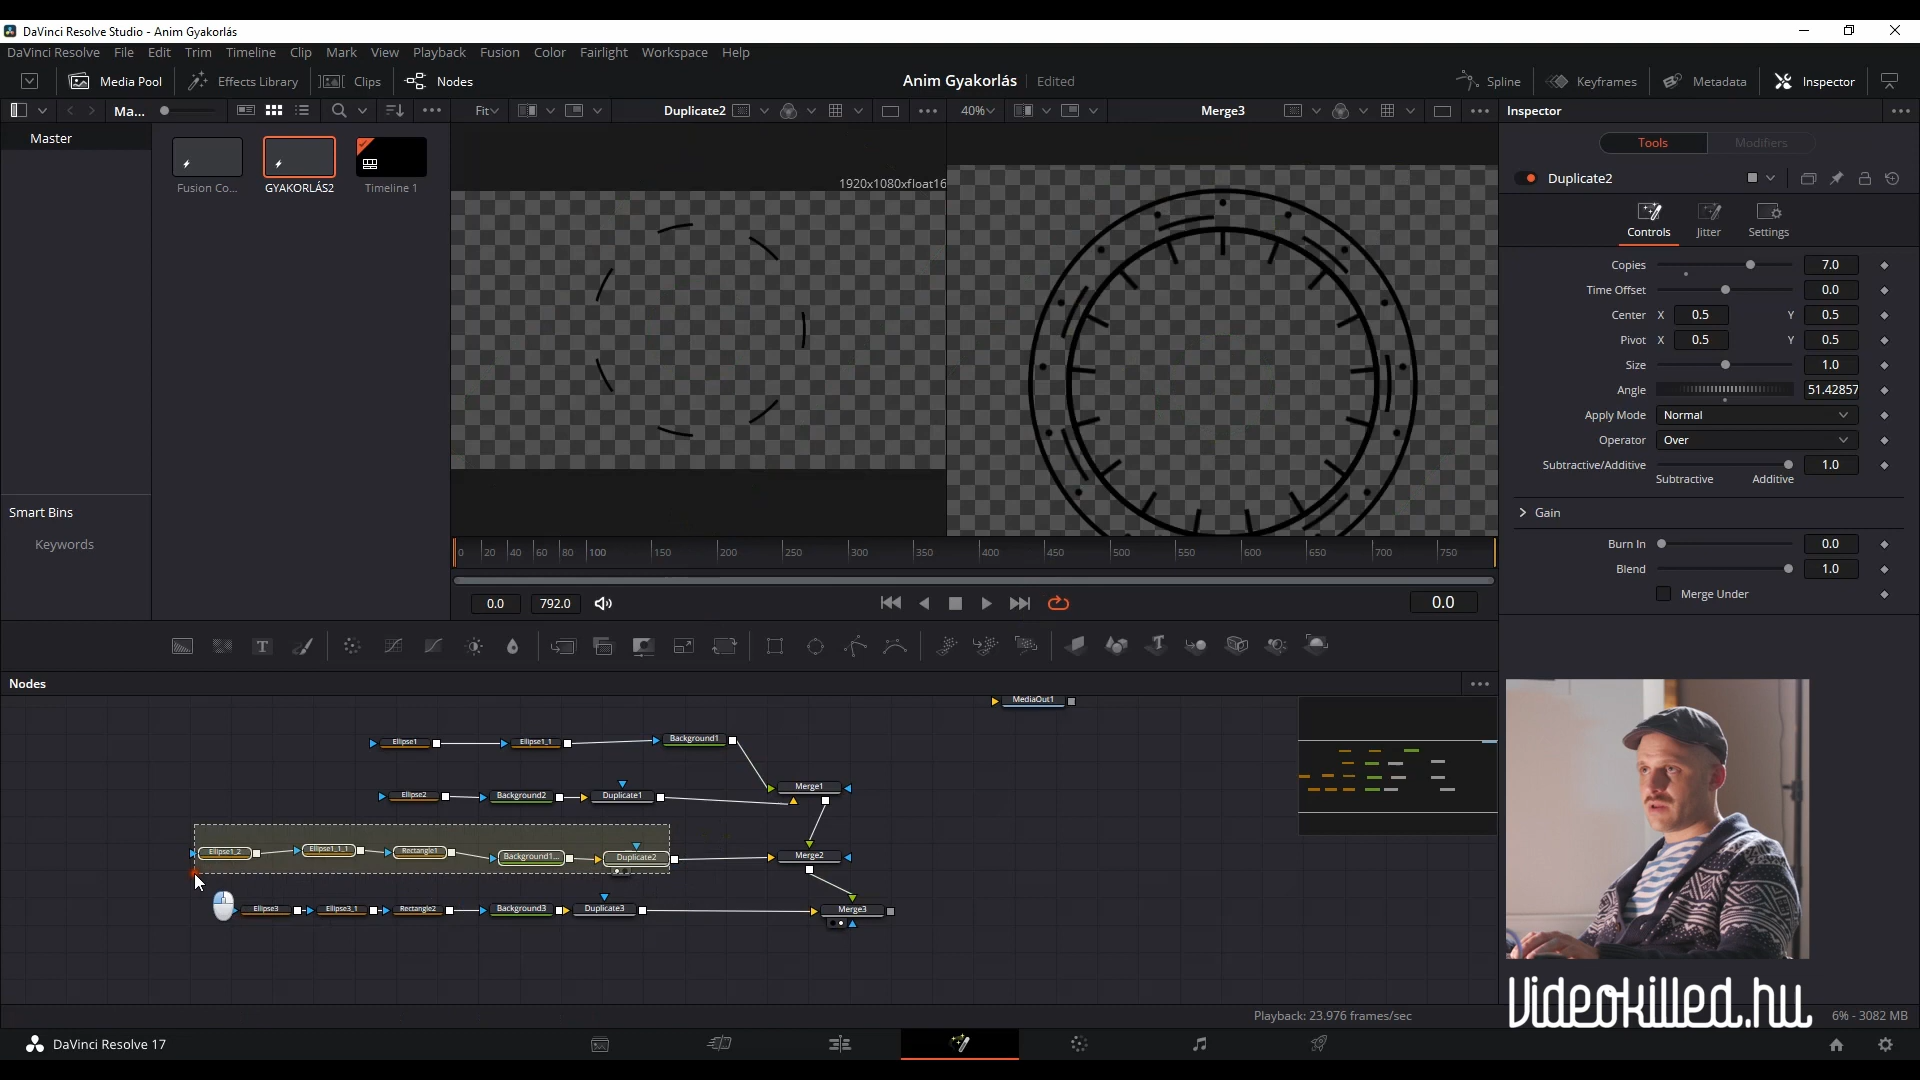 DaVinci Resolve Studio - Anim Gyakorlás
DaVinci Resolve File Edit Trim Timeline Clip Mark View Playback Fusion Color Fairlight Workspace Help
Media Pool Effects Library Clips Nodes Anim Gyakorlás Edited Spline Keyframes Metadata Inspector
Ma... Fit Duplicate2 40% Merge3 Inspector
Master
Fusion Co... GYAKORLÁS2 Timeline 1
1920x1080xfloat16
Tools Modifiers
Duplicate2
Controls Jitter Settings
Copies 7.0
Time Offset 0.0
Center X 0.5 Y 0.5
Pivot X 0.5 Y 0.5
Size 1.0
Angle 51.42857
Apply Mode Normal
Operator Over
Subtractive/Additive 1.0
Subtractive Additive
Gain
Burn In 0.0
Blend 1.0
Merge Under
Smart Bins
Keywords
0 20 40 60 80 100 150 200 250 300 350 400 450 500 550 600 650 700 750
0.0 792.0 0.0
Nodes
MediaOut1
Ellipse1 Ellipse1_1 Background1
Merge1
Ellipse2 Background2 Duplicate1
Ellipse1_2 Ellipse1_1_1 Rectangle1 Background1... Duplicate2 Merge2
Ellipse3 Ellipse3_1 Rectangle2 Background3 Duplicate3 Merge3
Videokilled.hu
Playback: 23.976 frames/sec 6% - 3082 MB
DaVinci Resolve 17